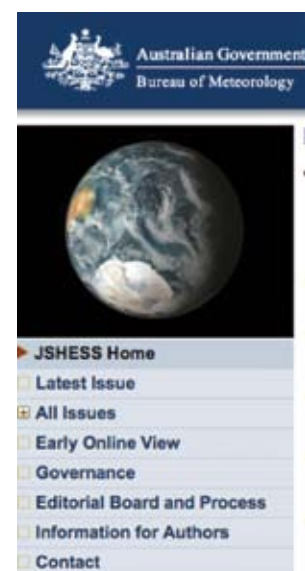 Australian Government
Bureau of Meteorology
JSHESS Home
Latest Issue
All Issues
Early Online View
Governance
Editorial Board and Process
Information for Authors
Contact